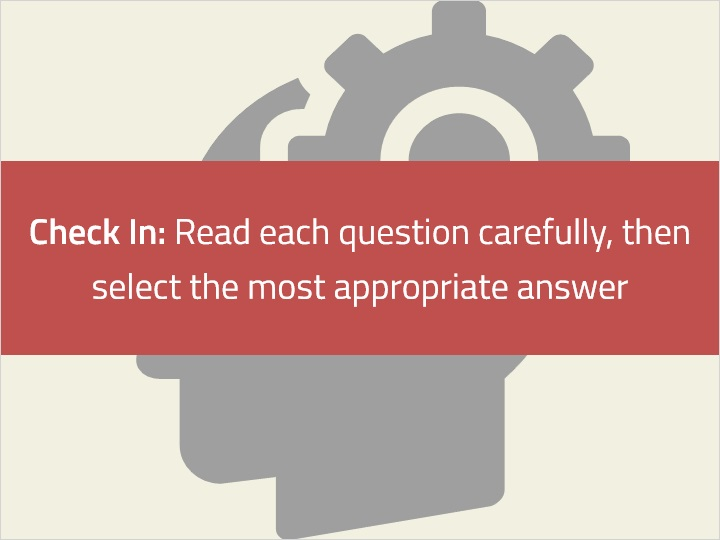 Check In: Read each question carefully, then
select the most appropriate answer